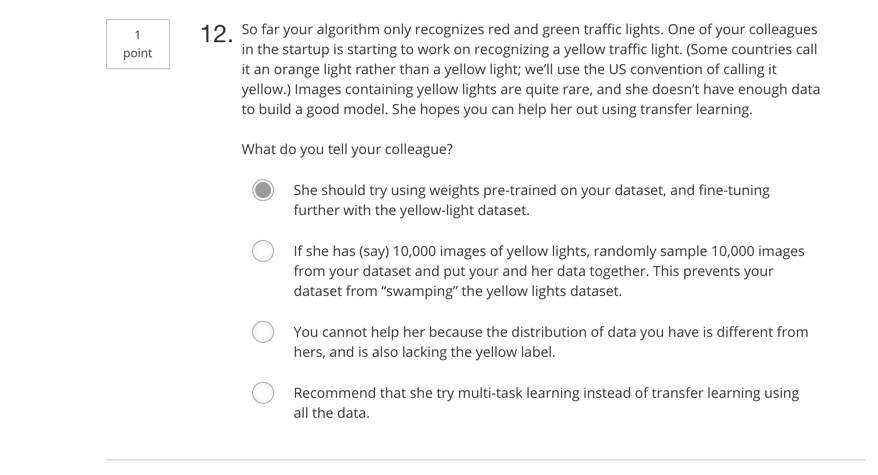 1
point
12.
So far your algorithm only recognizes red and green traffic lights. One of your colleagues
in the startup is starting to work on recognizing a yellow traffic light. (Some countries call
it an orange light rather than a yellow light; we’ll use the US convention of calling it
yellow.) Images containing yellow lights are quite rare, and she doesn’t have enough data
to build a good model. She hopes you can help her out using transfer learning.
What do you tell your colleague?
She should try using weights pre-trained on your dataset, and fine-tuning
further with the yellow-light dataset.
If she has (say) 10,000 images of yellow lights, randomly sample 10,000 images
from your dataset and put your and her data together. This prevents your
dataset from “swamping” the yellow lights dataset.
You cannot help her because the distribution of data you have is different from
hers, and is also lacking the yellow label.
Recommend that she try multi-task learning instead of transfer learning using
all the data.